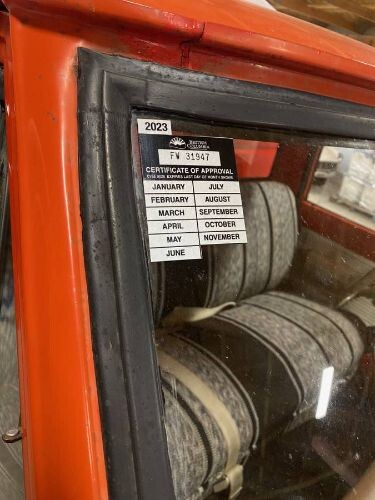 2023
BRITISH
COLUMBIA
FW 31947
CERTIFICATE OF APPROVAL
JANUARY JULY
FEBRUARY AUGUST
MARCH SEPTEMBER
APRIL OCTOBER
MAY NOVEMBER
JUNE